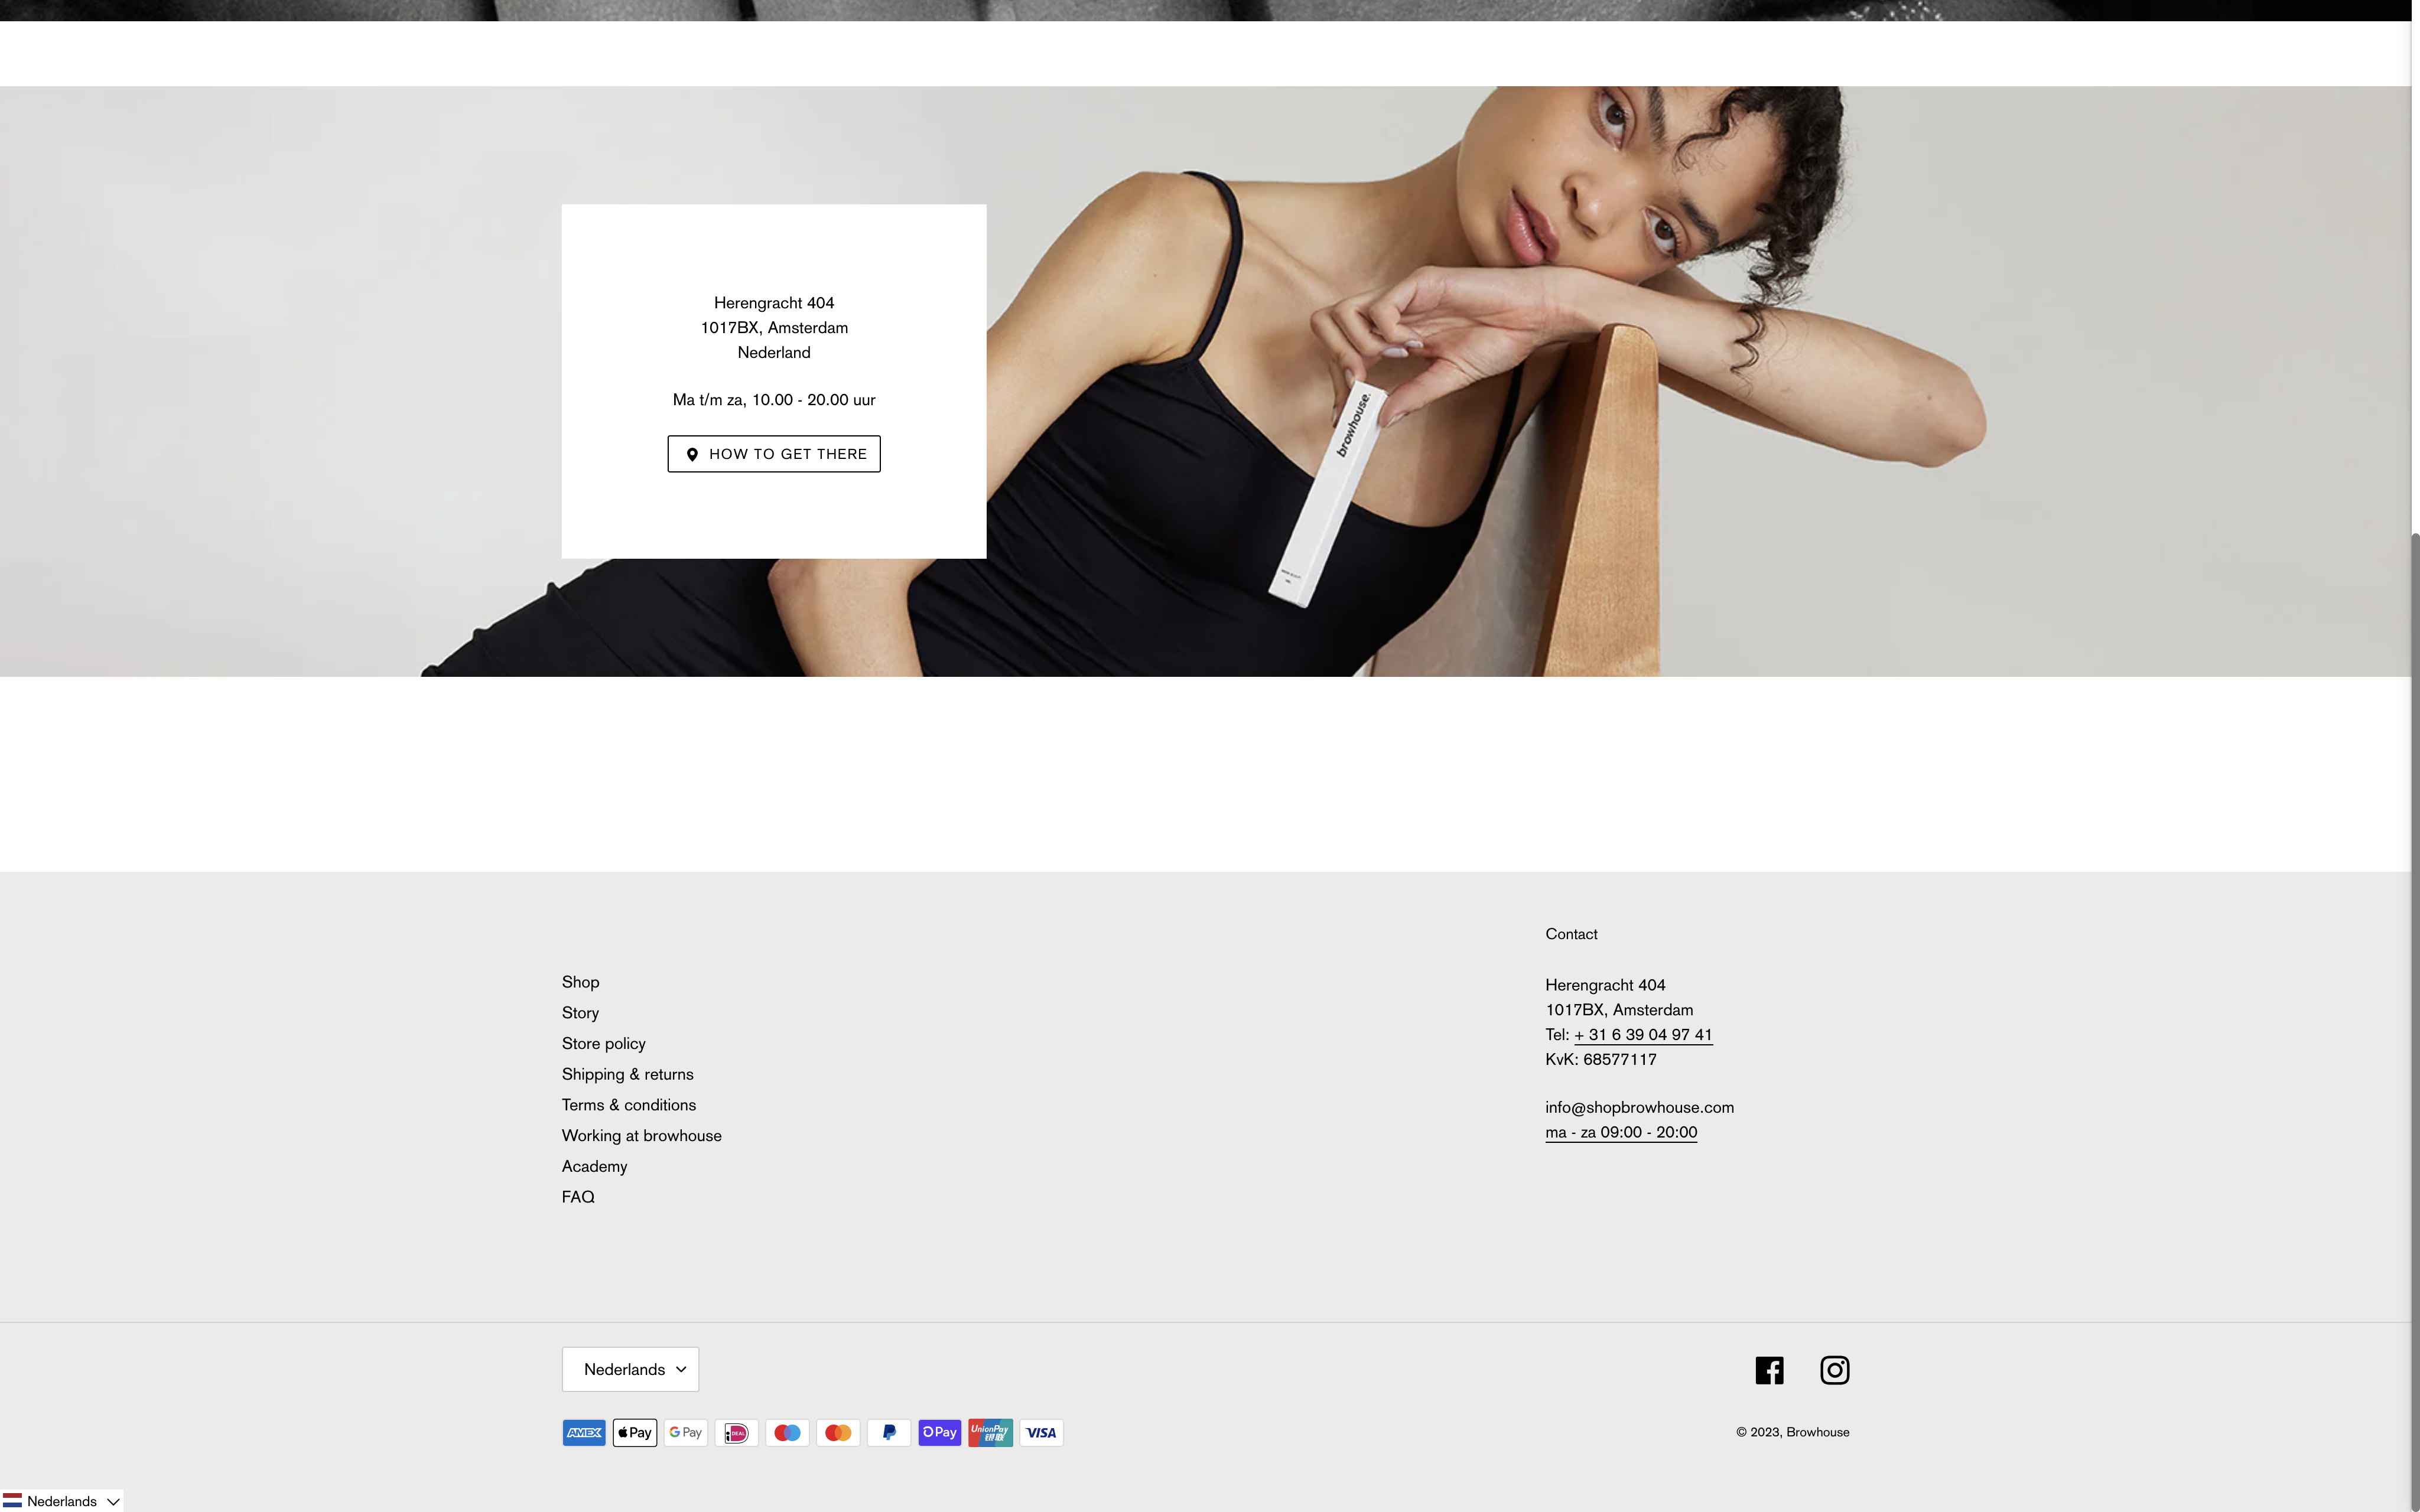 Herengracht 404
1017BX, Amsterdam
Nederland
Ma t/m za, 10.00 - 20.00 uur
HOW TO GET THERE
browhouse.
Contact
Shop
Story
Store policy
Shipping & returns
Terms & conditions
Working at browhouse
Academy
FAQ
Herengracht 404
1017BX, Amsterdam
Tel: + 31 6 39 04 97 41
KvK: 68577117
info@shopbrowhouse.com
ma - za 09:00 - 20:00
Nederlands
AMEX
Pay
G Pay
iDEAL
Pay
UnionPay
银联
VISA
© 2023, Browhouse
Nederlands